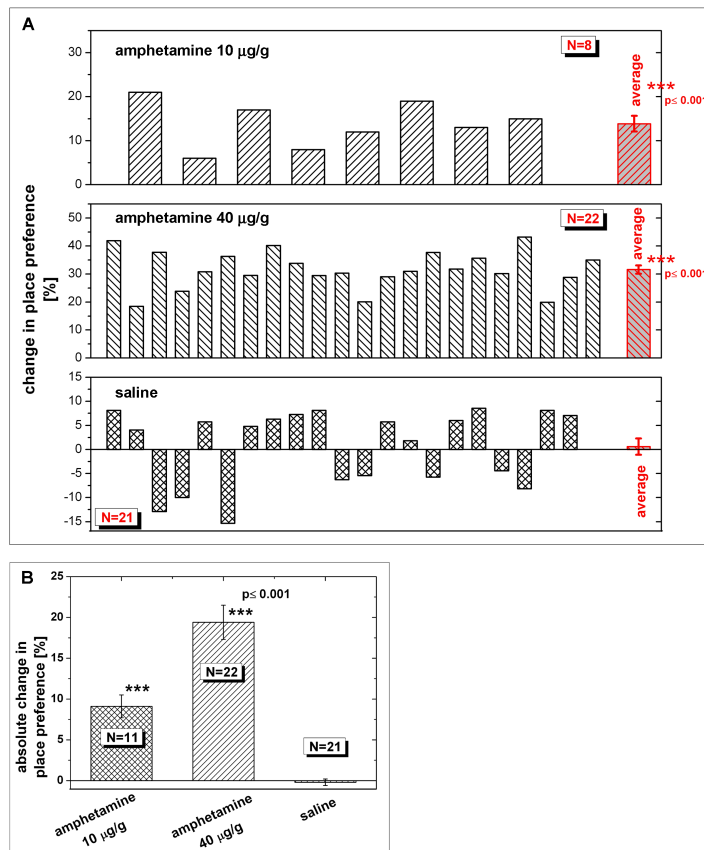 A
amphetamine 10 μg/g
N=8
average
***
p≤ 0.001
30
20
10
0
amphetamine 40 μg/g
N=22
average
***
p≤ 0.001
50
40
30
20
10
0
change in place preference
[%]
saline
15
10
5
0
-5
-10
-15
N=21
average
B
25
20
15
10
5
0
absolute change in
place preference [%]
p≤ 0.001
***
***
N=22
N=11
N=21
amphetamine
10 μg/g
amphetamine
40 μg/g
saline